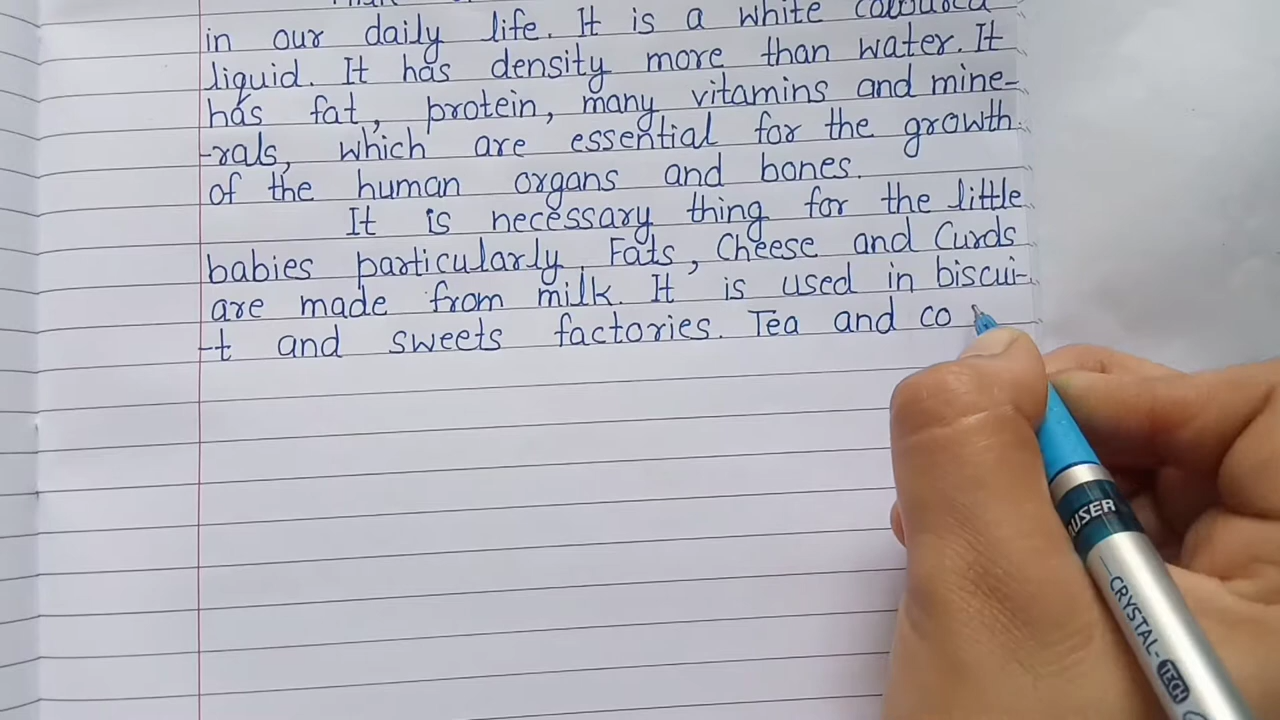 in our daily life. It is a white coloured
liquid. It has density more than water. It
has fat, protein, many vitamins and mine-
-rals, which are essential for the growth
of the human organs and bones.
It is necessary thing for the little
babies particularly. Fats, Cheese and Curds
are made from milk. It is used in biscui-
-t and sweets factories. Tea and co
CRYSTAL-
TECH